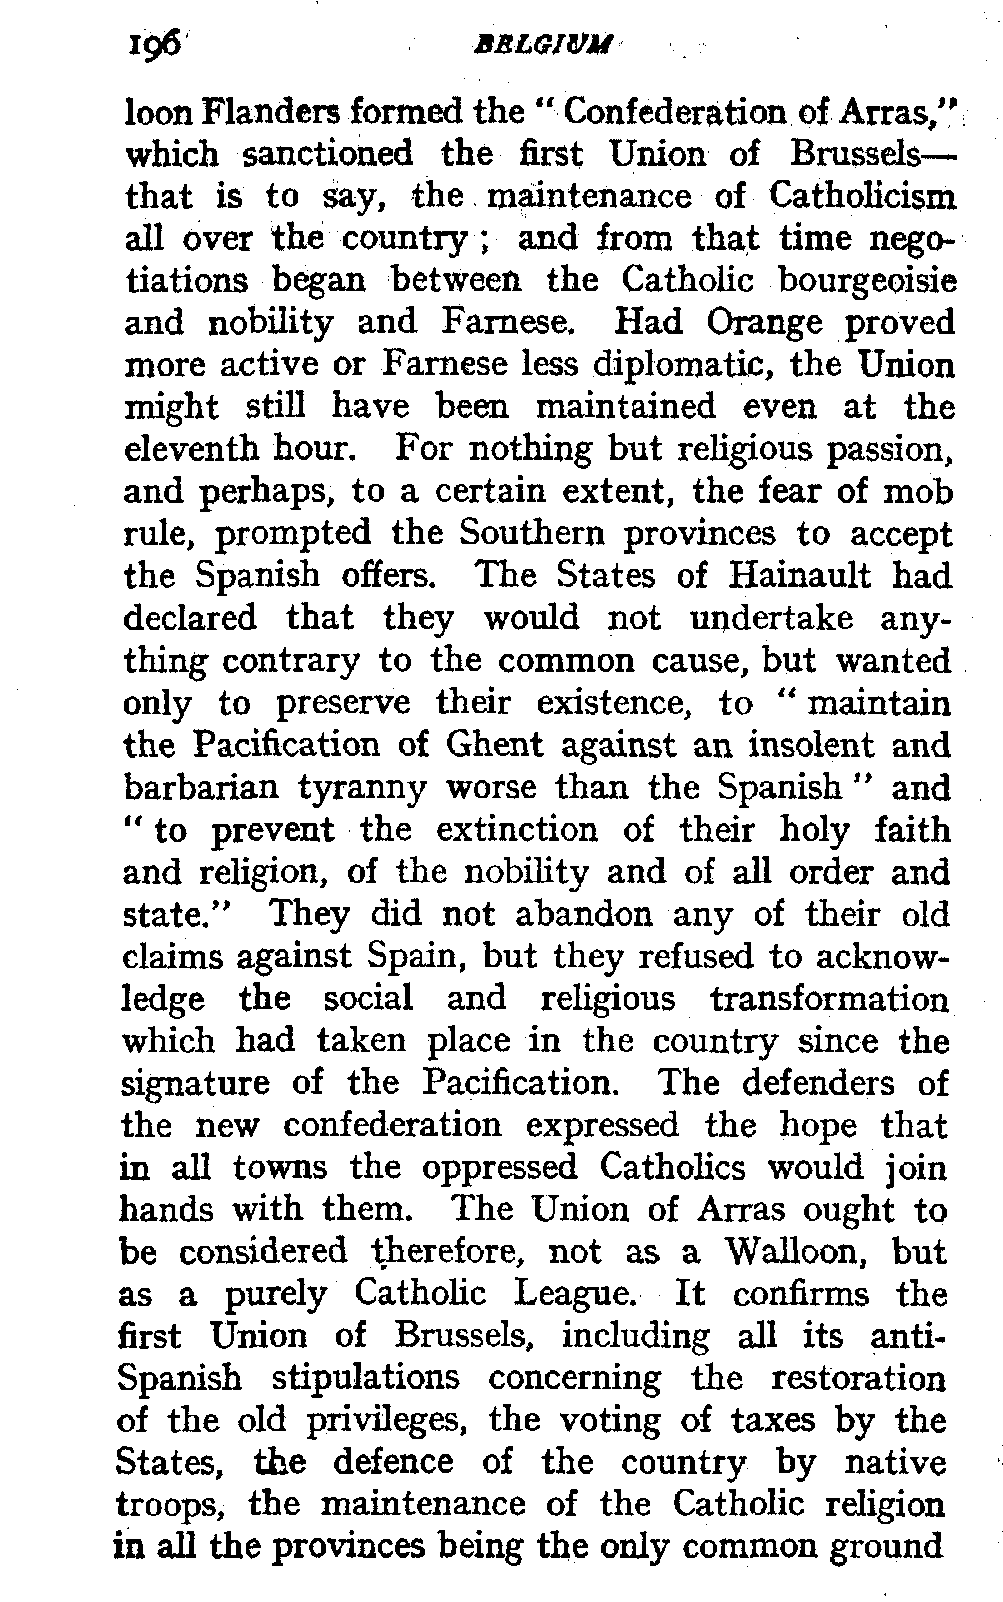 196 BELGIUM
loon Flanders formed the “ Confederation of Arras,”
which sanctioned the first Union of Brussels—
that is to say, the maintenance of Catholicism
all over the country ; and from that time nego-
tiations began between the Catholic bourgeoisie
and nobility and Farnese. Had Orange proved
more active or Farnese less diplomatic, the Union
might still have been maintained even at the
eleventh hour. For nothing but religious passion,
and perhaps, to a certain extent, the fear of mob
rule, prompted the Southern provinces to accept
the Spanish offers. The States of Hainault had
declared that they would not undertake any-
thing contrary to the common cause, but wanted
only to preserve their existence, to “ maintain
the Pacification of Ghent against an insolent and
barbarian tyranny worse than the Spanish ” and
“ to prevent the extinction of their holy faith
and religion, of the nobility and of all order and
state.” They did not abandon any of their old
claims against Spain, but they refused to acknow-
ledge the social and religious transformation
which had taken place in the country since the
signature of the Pacification. The defenders of
the new confederation expressed the hope that
in all towns the oppressed Catholics would join
hands with them. The Union of Arras ought to
be considered therefore, not as a Walloon, but
as a purely Catholic League. It confirms the
first Union of Brussels, including all its anti-
Spanish stipulations concerning the restoration
of the old privileges, the voting of taxes by the
States, the defence of the country by native
troops, the maintenance of the Catholic religion
in all the provinces being the only common ground